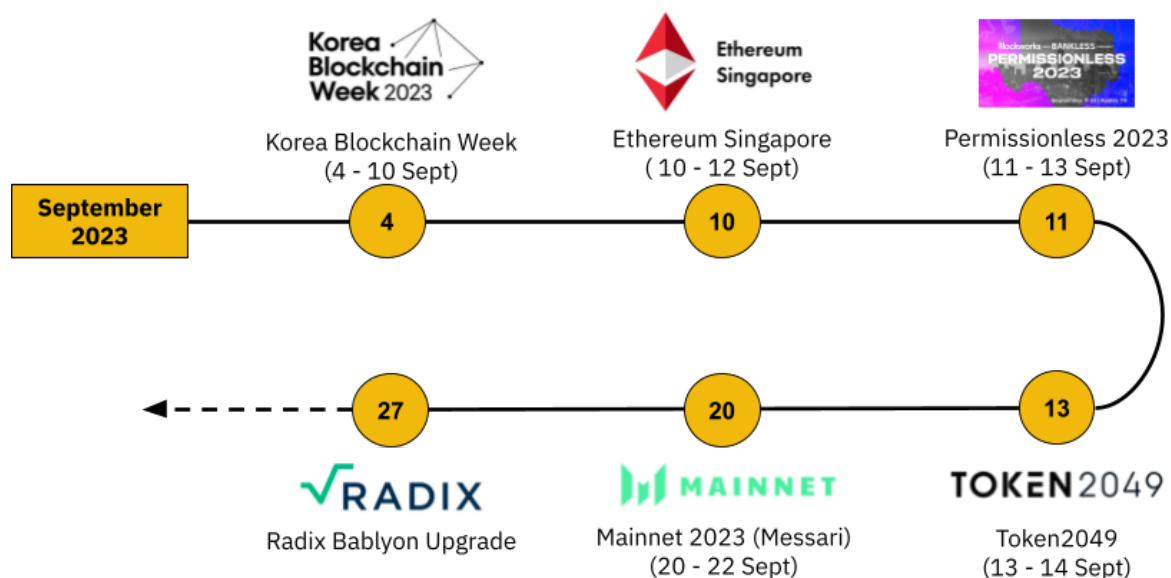 Korea
Blockchain
Week 2023
Ethereum
Singapore
Blockworks — BANKLESS
PERMISSIONLESS
2023
Korea Blockchain Week
(4 - 10 Sept)
Ethereum Singapore
( 10 - 12 Sept)
Permissionless 2023
(11 - 13 Sept)
September
2023
4
10
11
27
20
13
RADIX
MAINNET
TOKEN2049
Radix Bablyon Upgrade
Mainnet 2023 (Messari)
(20 - 22 Sept)
Token2049
(13 - 14 Sept)